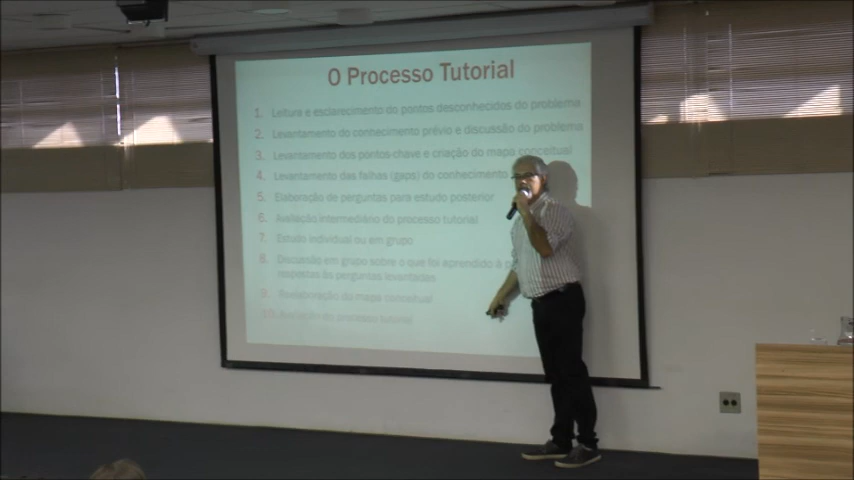 O Processo Tutorial
1. Leitura e esclarecimento do pontos desconhecidos do problema
2. Levantamento do conhecimento prévio e discussão do problema
3. Levantamento dos pontos-chave e criação do mapa conceitual
4. Levantamento das falhas (gaps) do conhecimento
5. Elaboração de perguntas para estudo posterior
6. Avaliação intermediário do processo tutorial
7. Estudo individual ou em grupo
8. Discussão em grupo sobre o que foi aprendido à
respostas às perguntas levantadas
9. Reelaboração do mapa conceitual
10. processo tutorial